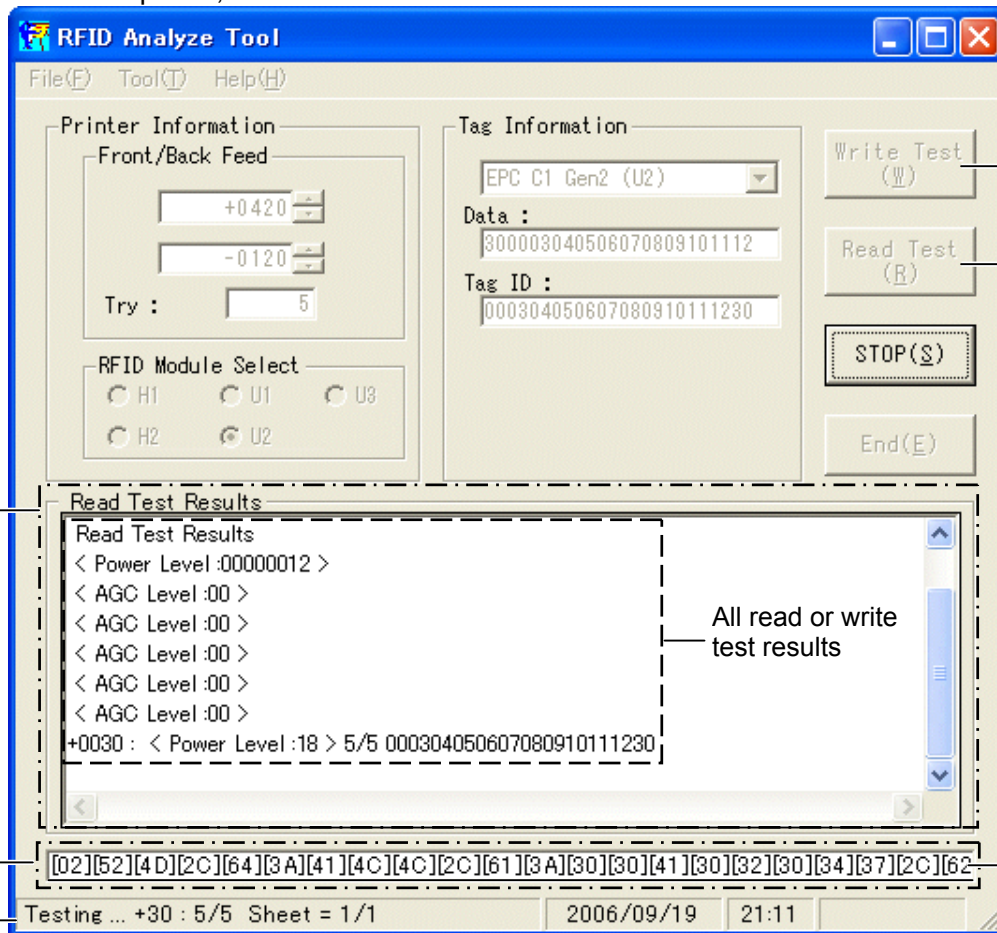 RFID Analyze Tool
File(F) Tool(T) Help(H)
Printer Information
Front/Back Feed
+0420
-0120
Try : 5
RFID Module Select
H1 U1 U3
H2 U2
Tag Information
EPC C1 Gen2 (U2)
Data :
300003040506070809101112
Tag ID :
000304050607080910111230
Write Test
(W)
Read Test
(R)
STOP(S)
End(E)
Read Test Results
Read Test Results
< Power Level :00000012 >
< AGC Level :00 >
< AGC Level :00 >
< AGC Level :00 >
< AGC Level :00 >
< AGC Level :00 >
+0030 : < Power Level :18 > 5/5 000304050607080910111230
All read or write
test results
[02][52][4D][2C][64][3A][41][4C][4C][2C][61][3A][30][30][41][30][32][30][34][37][2C][62
Testing ... +30 : 5/5 Sheet = 1/1 2006/09/19 21:11